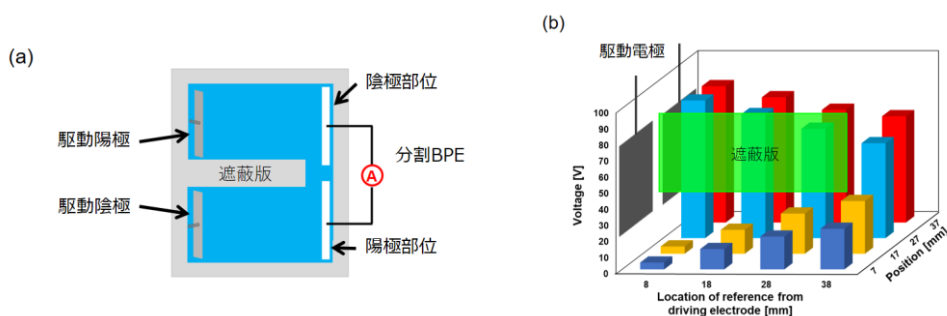 (a)
陰極部位
駆動陽極
分割BPE
遮蔽版
A
駆動陰極
陽極部位
(b)
駆動電極
遮蔽版
Voltage [V]
100
90
80
70
60
50
40
30
20
10
0
8
18
28
38
Location of reference from
driving electrode [mm]
7
17
27
37
Position [mm]